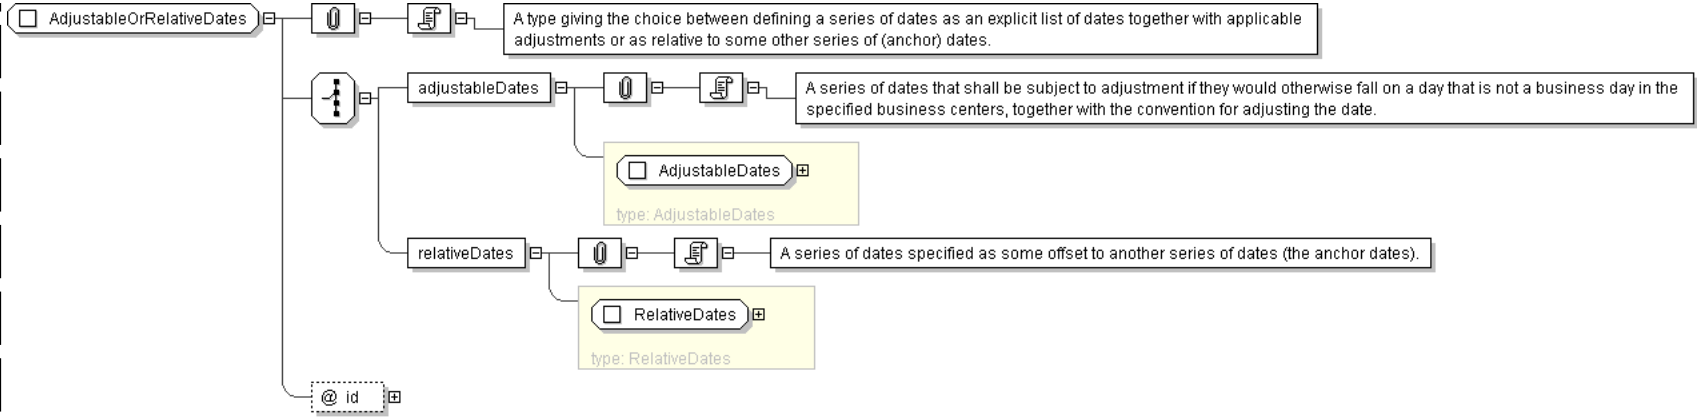 AdjustableOrRelativeDates
A type giving the choice between defining a series of dates as an explicit list of dates together with applicable
adjustments or as relative to some other series of (anchor) dates.
adjustableDates
A series of dates that shall be subject to adjustment if they would otherwise fall on a day that is not a business day in the
specified business centers, together with the convention for adjusting the date.
AdjustableDates
type: AdjustableDates
relativeDates
A series of dates specified as some offset to another series of dates (the anchor dates).
RelativeDates
type: RelativeDates
@ id